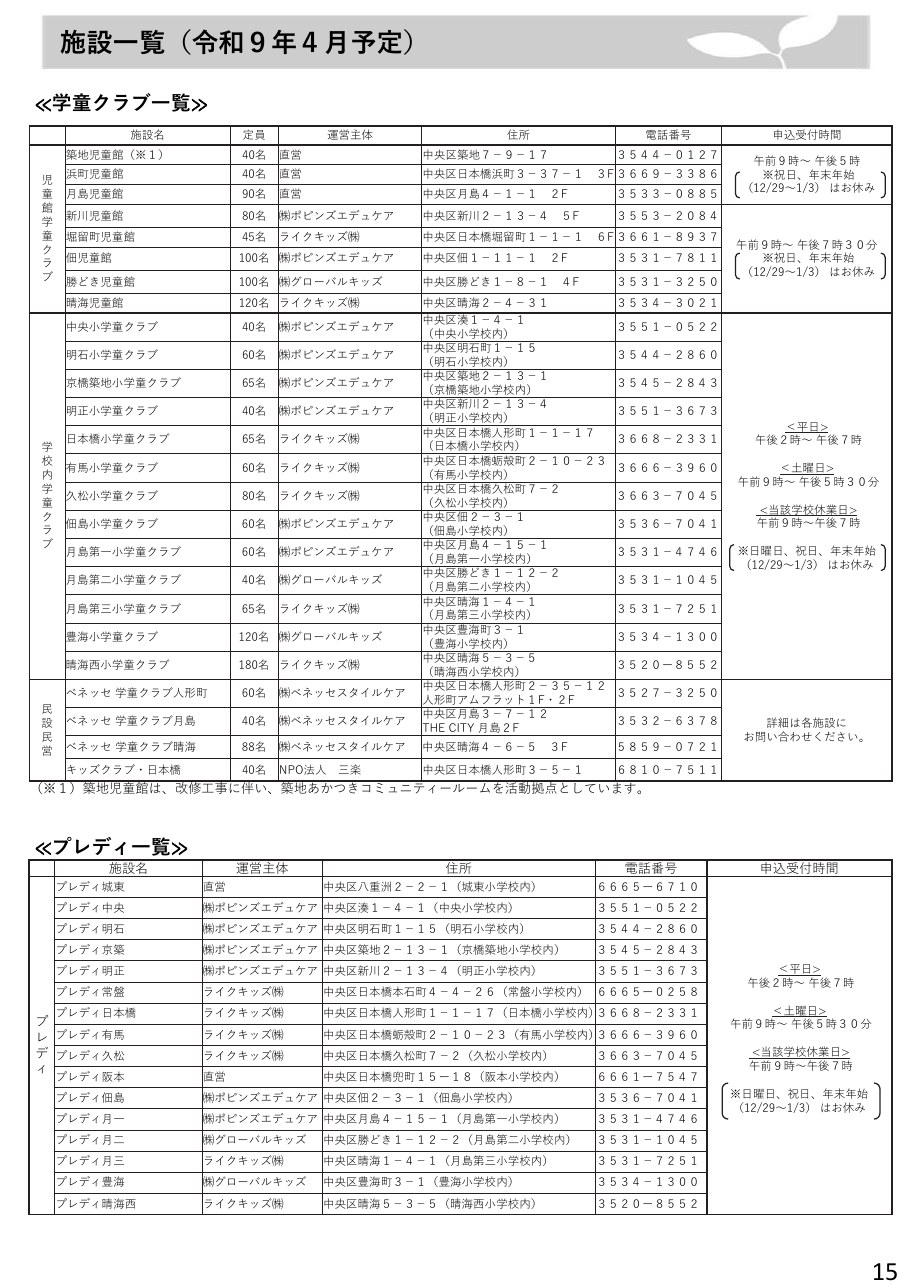 施設一覧（令和９年４月予定）
≪学童クラブ一覧≫
施設名 定員 運営主体 住所 電話番号 申込受付時間
児童館学童クラブ
築地児童館（※１） 40名 直営 中央区築地７－９－１７ ３５４４－０１２７
浜町児童館 40名 直営 中央区日本橋浜町３－３７－１　３F ３６６９－３３８６
月島児童館 90名 直営 中央区月島４－１－１　２F ３５３３－０８８５
午前９時～ 午後５時
※祝日、年末年始
（12/29～1/3） はお休み
新川児童館 80名 ㈱ポピンズエデュケア 中央区新川２－１３－４　５F ３５５３－２０８４
堀留町児童館 45名 ライクキッズ㈱ 中央区日本橋堀留町１－１－１　６F ３６６１－８９３７
佃児童館 100名 ㈱ポピンズエデュケア 中央区佃１－１１－１　２F ３５３１－７８１１
勝どき児童館 100名 ㈱グローバルキッズ 中央区勝どき１－８－１　４F ３５３１－３２５０
晴海児童館 120名 ライクキッズ㈱ 中央区晴海２－４－３１ ３５３４－３０２１
午前９時～ 午後７時３０分
※祝日、年末年始
（12/29～1/3） はお休み
学校内学童クラブ
中央小学童クラブ 40名 ㈱ポピンズエデュケア 中央区湊１－４－１ ３５５１－０５２２
（中央小学校内）
明石小学童クラブ 60名 ㈱ポピンズエデュケア 中央区明石町１－１５ ３５４４－２８６０
（明石小学校内）
京橋築地小学童クラブ 65名 ㈱ポピンズエデュケア 中央区築地２－１３－１ ３５４５－２８４３
（京橋築地小学校内）
明正小学童クラブ 40名 ㈱ポピンズエデュケア 中央区新川２－１３－４ ３５５１－３６７３
（明正小学校内）
日本橋小学童クラブ 65名 ライクキッズ㈱ 中央区日本橋人形町１－１－１７ ３６６８－２３３１
（日本橋小学校内）
有馬小学童クラブ 60名 ライクキッズ㈱ 中央区日本橋蛎殻町２－１０－２３ ３６６６－３９６０
（有馬小学校内）
久松小学童クラブ 80名 ライクキッズ㈱ 中央区日本橋久松町７－２ ３６６３－７０４５
（久松小学校内）
佃島小学童クラブ 60名 ㈱ポピンズエデュケア 中央区佃２－３－１ ３５３６－７０４１
（佃島小学校内）
月島第一小学童クラブ 60名 ㈱ポピンズエデュケア 中央区月島４－１５－１ ３５３１－４７４６
（月島第一小学校内）
月島第二小学童クラブ 40名 ㈱グローバルキッズ 中央区勝どき１－１２－２ ３５３１－１０４５
（月島第二小学校内）
月島第三小学童クラブ 65名 ライクキッズ㈱ 中央区晴海１－４－１ ３５３１－７２５１
（月島第三小学校内）
豊海小学童クラブ 120名 ㈱グローバルキッズ 中央区豊海町３－１ ３５３４－１３００
（豊海小学校内）
晴海西小学童クラブ 180名 ライクキッズ㈱ 中央区晴海５－３－５ ３５２０ー８５５２
（晴海西小学校内）
＜平日＞
午後２時～ 午後７時
＜土曜日＞
午前９時～ 午後５時３０分
＜当該学校休業日＞
午前９時～午後７時
※日曜日、祝日、年末年始
（12/29～1/3） はお休み
民設民営
ベネッセ 学童クラブ人形町 60名 ㈱ベネッセスタイルケア 中央区日本橋人形町２－３５－１２ ３５２７－３２５０
人形町アムフラット１F・２F
ベネッセ 学童クラブ月島 40名 ㈱ベネッセスタイルケア 中央区月島３－７－１２ ３５３２－６３７８
THE CITY 月島２F
ベネッセ 学童クラブ晴海 88名 ㈱ベネッセスタイルケア 中央区晴海４－６－５　３F ５８５９－０７２１
キッズクラブ・日本橋 40名 NPO法人　三楽 中央区日本橋人形町３－５－１ ６８１０－７５１１
詳細は各施設に
お問い合わせください。
（※１）築地児童館は、改修工事に伴い、築地あかつきコミュニティールームを活動拠点としています。
≪プレディ一覧≫
施設名 運営主体 住所 電話番号 申込受付時間
プレディ
プレディ城東 直営 中央区八重洲２－２－１（城東小学校内） ６６６５ー６７１０
プレディ中央 ㈱ポピンズエデュケア 中央区湊１－４－１（中央小学校内） ３５５１－０５２２
プレディ明石 ㈱ポピンズエデュケア 中央区明石町１－１５（明石小学校内） ３５４４－２８６０
プレディ京築 ㈱ポピンズエデュケア 中央区築地２－１３－１（京橋築地小学校内） ３５４５－２８４３
プレディ明正 ㈱ポピンズエデュケア 中央区新川２－１３－４（明正小学校内） ３５５１－３６７３
プレディ常盤 ライクキッズ㈱ 中央区日本橋本石町４－４－２６（常盤小学校内） ６６６５ー０２５８
プレディ日本橋 ライクキッズ㈱ 中央区日本橋人形町１－１－１７（日本橋小学校内） ３６６８－２３３１
プレディ有馬 ライクキッズ㈱ 中央区日本橋蛎殻町２－１０－２３（有馬小学校内） ３６６６－３９６０
プレディ久松 ライクキッズ㈱ 中央区日本橋久松町７－２（久松小学校内） ３６６３－７０４５
プレディ阪本 直営 中央区日本橋兜町１５ー１８（阪本小学校内） ６６６１ー７５４７
プレディ佃島 ㈱ポピンズエデュケア 中央区佃２－３－１（佃島小学校内） ３５３６－７０４１
プレディ月一 ㈱ポピンズエデュケア 中央区月島４－１５－１（月島第一小学校内） ３５３１－４７４６
プレディ月二 ㈱グローバルキッズ 中央区勝どき１－１２－２（月島第二小学校内） ３５３１－１０４５
プレディ月三 ライクキッズ㈱ 中央区晴海１－４－１（月島第三小学校内） ３５３１－７２５１
プレディ豊海 ㈱グローバルキッズ 中央区豊海町３－１（豊海小学校内） ３５３４－１３００
プレディ晴海西 ライクキッズ㈱ 中央区晴海５－３－５（晴海西小学校内） ３５２０ー８５５２
＜平日＞
午後２時～ 午後７時
＜土曜日＞
午前９時～ 午後５時３０分
＜当該学校休業日＞
午前９時～午後７時
※日曜日、祝日、年末年始
（12/29～1/3） はお休み
15